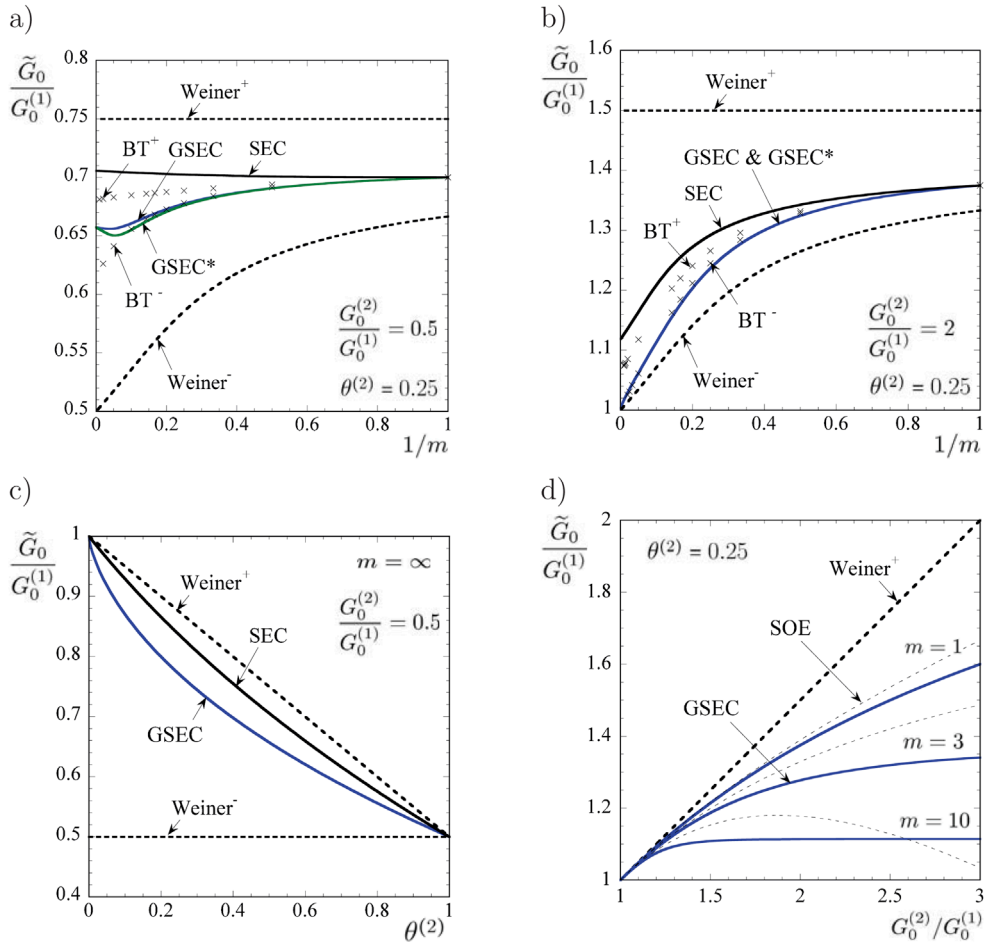 a)
0.8
0.75
0.7
0.65
0.6
0.55
0.5
G̃₀ / G₀⁽¹⁾
Weiner⁺
BT⁺
GSEC
SEC
GSEC*
BT⁻
Weiner⁻
G₀⁽²⁾ / G₀⁽¹⁾ = 0.5
θ⁽²⁾ = 0.25
0 0.2 0.4 0.6 0.8 1
1/m
b)
1.6
1.5
1.4
1.3
1.2
1.1
1
G̃₀ / G₀⁽¹⁾
Weiner⁺
GSEC & GSEC*
SEC
BT⁺
BT⁻
Weiner⁻
G₀⁽²⁾ / G₀⁽¹⁾ = 2
θ⁽²⁾ = 0.25
0 0.2 0.4 0.6 0.8 1
1/m
c)
1
0.9
0.8
0.7
0.6
0.5
0.4
G̃₀ / G₀⁽¹⁾
m = ∞
Weiner⁺
G₀⁽²⁾ / G₀⁽¹⁾ = 0.5
SEC
GSEC
Weiner⁻
0 0.2 0.4 0.6 0.8 1
θ⁽²⁾
d)
2
1.8
1.6
1.4
1.2
1
G̃₀ / G₀⁽¹⁾
θ⁽²⁾ = 0.25
Weiner⁺
SOE
m = 1
GSEC
m = 3
m = 10
1 1.5 2 2.5 3
G₀⁽²⁾/G₀⁽¹⁾